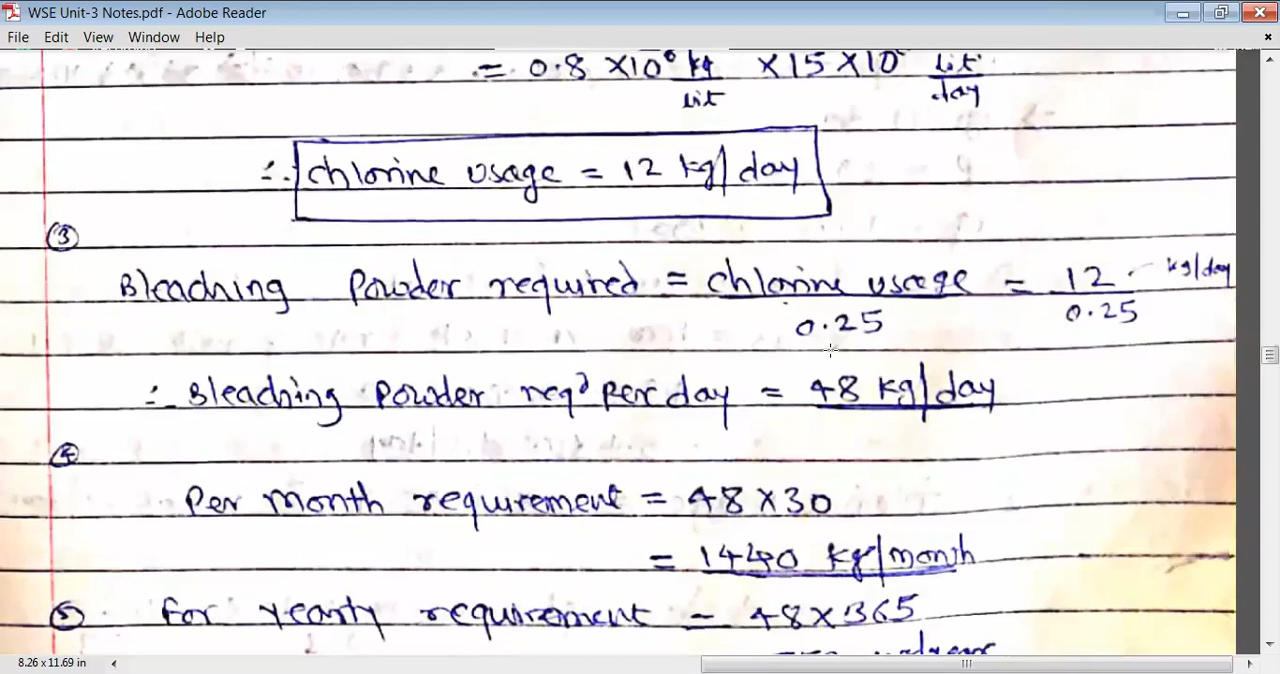 WSE Unit-3 Notes.pdf - Adobe Reader
File Edit View Window Help
= 0.8 ×10 kg/lit ×15×10 lit/day
∴ chlorine usage = 12 kg/day
③
Bleaching Powder required = chlorine usage / 0.25 = 12 / 0.25 kg/day
∴ Bleaching Powder reqd Per day = 48 kg/day
④
Per month requirement = 48×30
= 1440 kg/month
⑤ for yearly requirement = 48×365
8.26 x 11.69 in